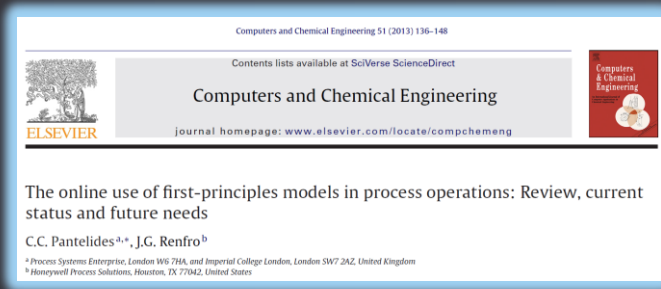 Computers and Chemical Engineering 51 (2013) 136–148
Contents lists available at SciVerse ScienceDirect
Computers and Chemical Engineering
journal homepage: www.elsevier.com/locate/compchemeng
ELSEVIER
Computers
& Chemical
Engineering
The online use of first-principles models in process operations: Review, current
status and future needs
C.C. Pantelides a,*, J.G. Renfro b
a Process Systems Enterprise, London W6 7HA, and Imperial College London, London SW7 2AZ, United Kingdom
b Honeywell Process Solutions, Houston, TX 77042, United States